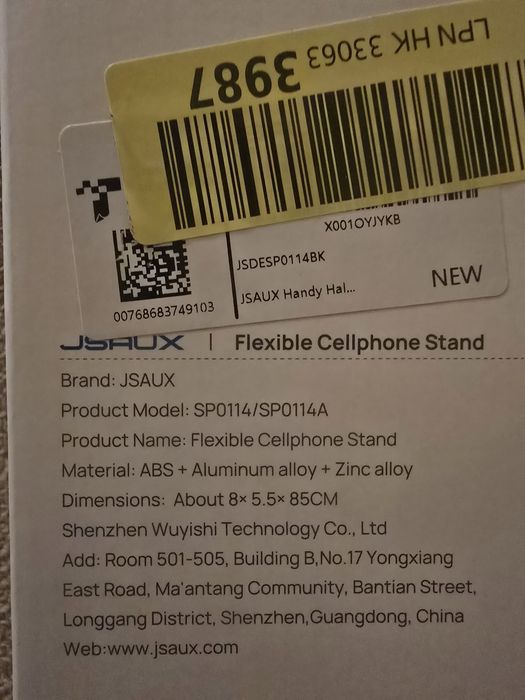 LPN HK 33063
3987
X001OYJYKB
JSDESP0114BK
JSAUX Handy Hal...
NEW
00768683749103
JSAUX | Flexible Cellphone Stand
Brand: JSAUX
Product Model: SP0114/SP0114A
Product Name: Flexible Cellphone Stand
Material: ABS + Aluminum alloy + Zinc alloy
Dimensions: About 8× 5.5× 85CM
Shenzhen Wuyishi Technology Co., Ltd
Add: Room 501-505, Building B,No.17 Yongxiang
East Road, Ma'antang Community, Bantian Street,
Longgang District, Shenzhen,Guangdong, China
Web:www.jsaux.com